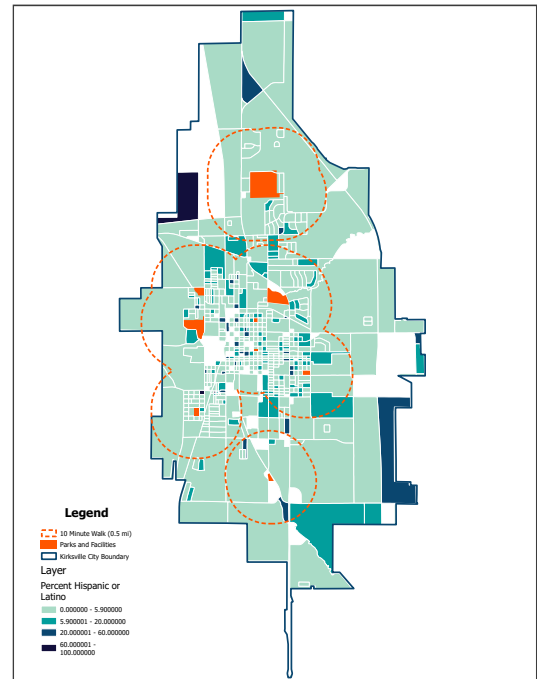 Legend
10 Minute Walk (0.5 mi)
Parks and Facilities
Kirksville City Boundary
Layer
Percent Hispanic or
Latino
0.000000 - 5.900000
5.900001 - 20.000000
20.000001 - 60.000000
60.000001 -
100.000000